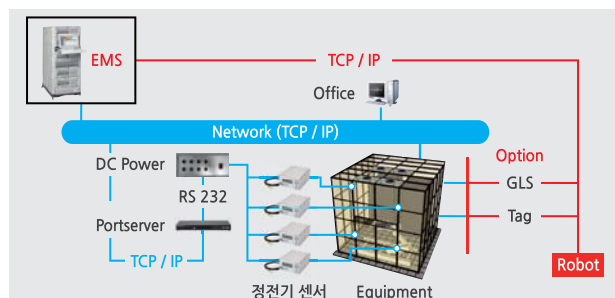 EMS
TCP / IP
Office
Network (TCP / IP)
DC Power
Option
RS 232
GLS
Portserver
Tag
TCP / IP
Robot
정전기 센서
Equipment